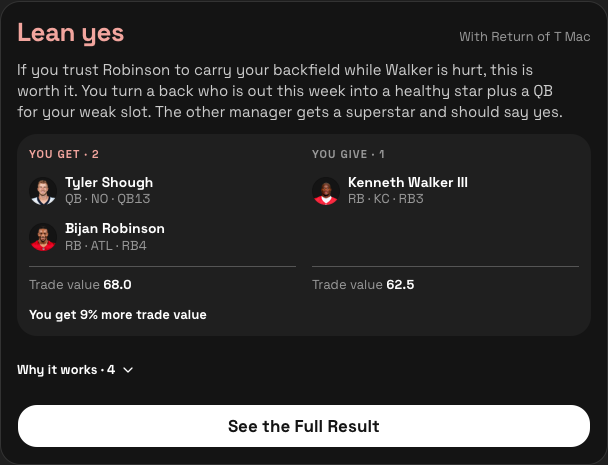 Lean yes
With Return of T Mac
If you trust Robinson to carry your backfield while Walker is hurt, this is
worth it. You turn a back who is out this week into a healthy star plus a QB
for your weak slot. The other manager gets a superstar and should say yes.
YOU GET · 2
Tyler Shough
QB · NO · QB13
Bijan Robinson
RB · ATL · RB4
Trade value 68.0
You get 9% more trade value
YOU GIVE · 1
Kenneth Walker III
RB · KC · RB3
Trade value 62.5
Why it works · 4
See the Full Result